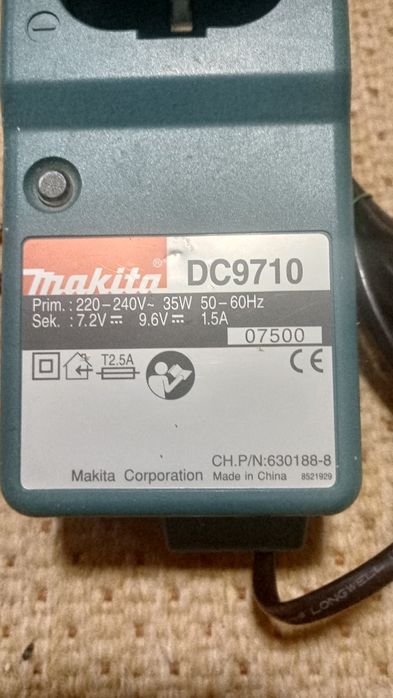 makita® DC9710
Prim.: 220-240V~ 35W 50-60Hz
Sek. : 7.2V⎓ 9.6V⎓ 1.5A
07500
T2.5A
CE
CH.P/N:630188-8
Makita Corporation Made in China 8521929
LONGWELL